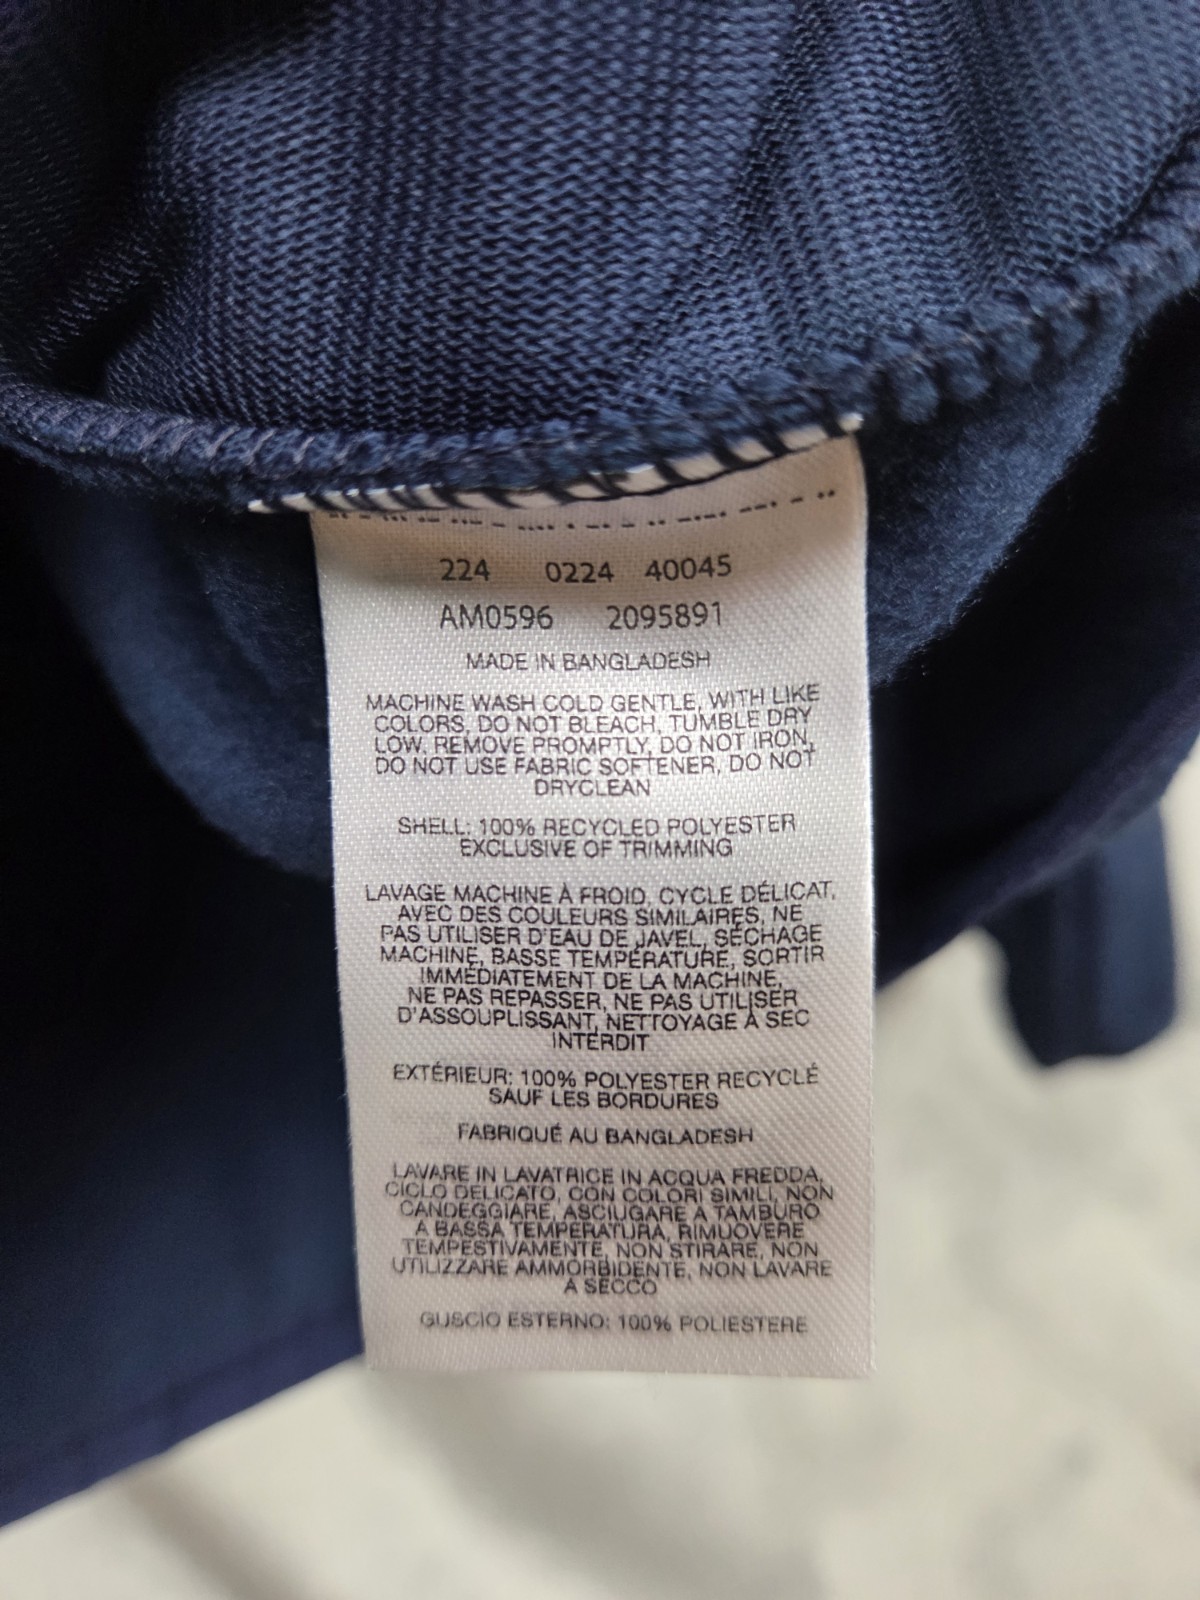 224 0224 40045
AM0596 2095891
MADE IN BANGLADESH
MACHINE WASH COLD GENTLE, WITH LIKE
COLORS, DO NOT BLEACH, TUMBLE DRY
LOW, REMOVE PROMPTLY, DO NOT IRON,
DO NOT USE FABRIC SOFTENER, DO NOT
DRYCLEAN
SHELL: 100% RECYCLED POLYESTER
EXCLUSIVE OF TRIMMING
LAVAGE MACHINE À FROID, CYCLE DÉLICAT,
AVEC DES COULEURS SIMILAIRES, NE
PAS UTILISER D'EAU DE JAVEL, SÉCHAGE
MACHINE, BASSE TEMPÉRATURE, SORTIR
IMMÉDIATEMENT DE LA MACHINE,
NE PAS REPASSER, NE PAS UTILISER
D'ASSOUPLISSANT, NETTOYAGE À SEC
INTERDIT
EXTÉRIEUR: 100% POLYESTER RECYCLÉ
SAUF LES BORDURES
FABRIQUÉ AU BANGLADESH
LAVARE IN LAVATRICE IN ACQUA FREDDA,
CICLO DELICATO, CON COLORI SIMILI, NON
CANDEGGIARE, ASCIUGARE A TAMBURO
A BASSA TEMPERATURA, RIMUOVERE
TEMPESTIVAMENTE, NON STIRARE, NON
UTILIZZARE AMMORBIDENTE, NON LAVARE
A SECCO
GUSCIO ESTERNO: 100% POLIESTERE